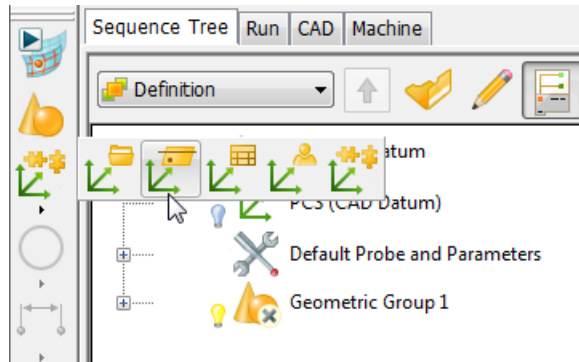 Sequence Tree Run CAD Machine
Definition
atum
PCS (CAD Datum)
Default Probe and Parameters
Geometric Group 1